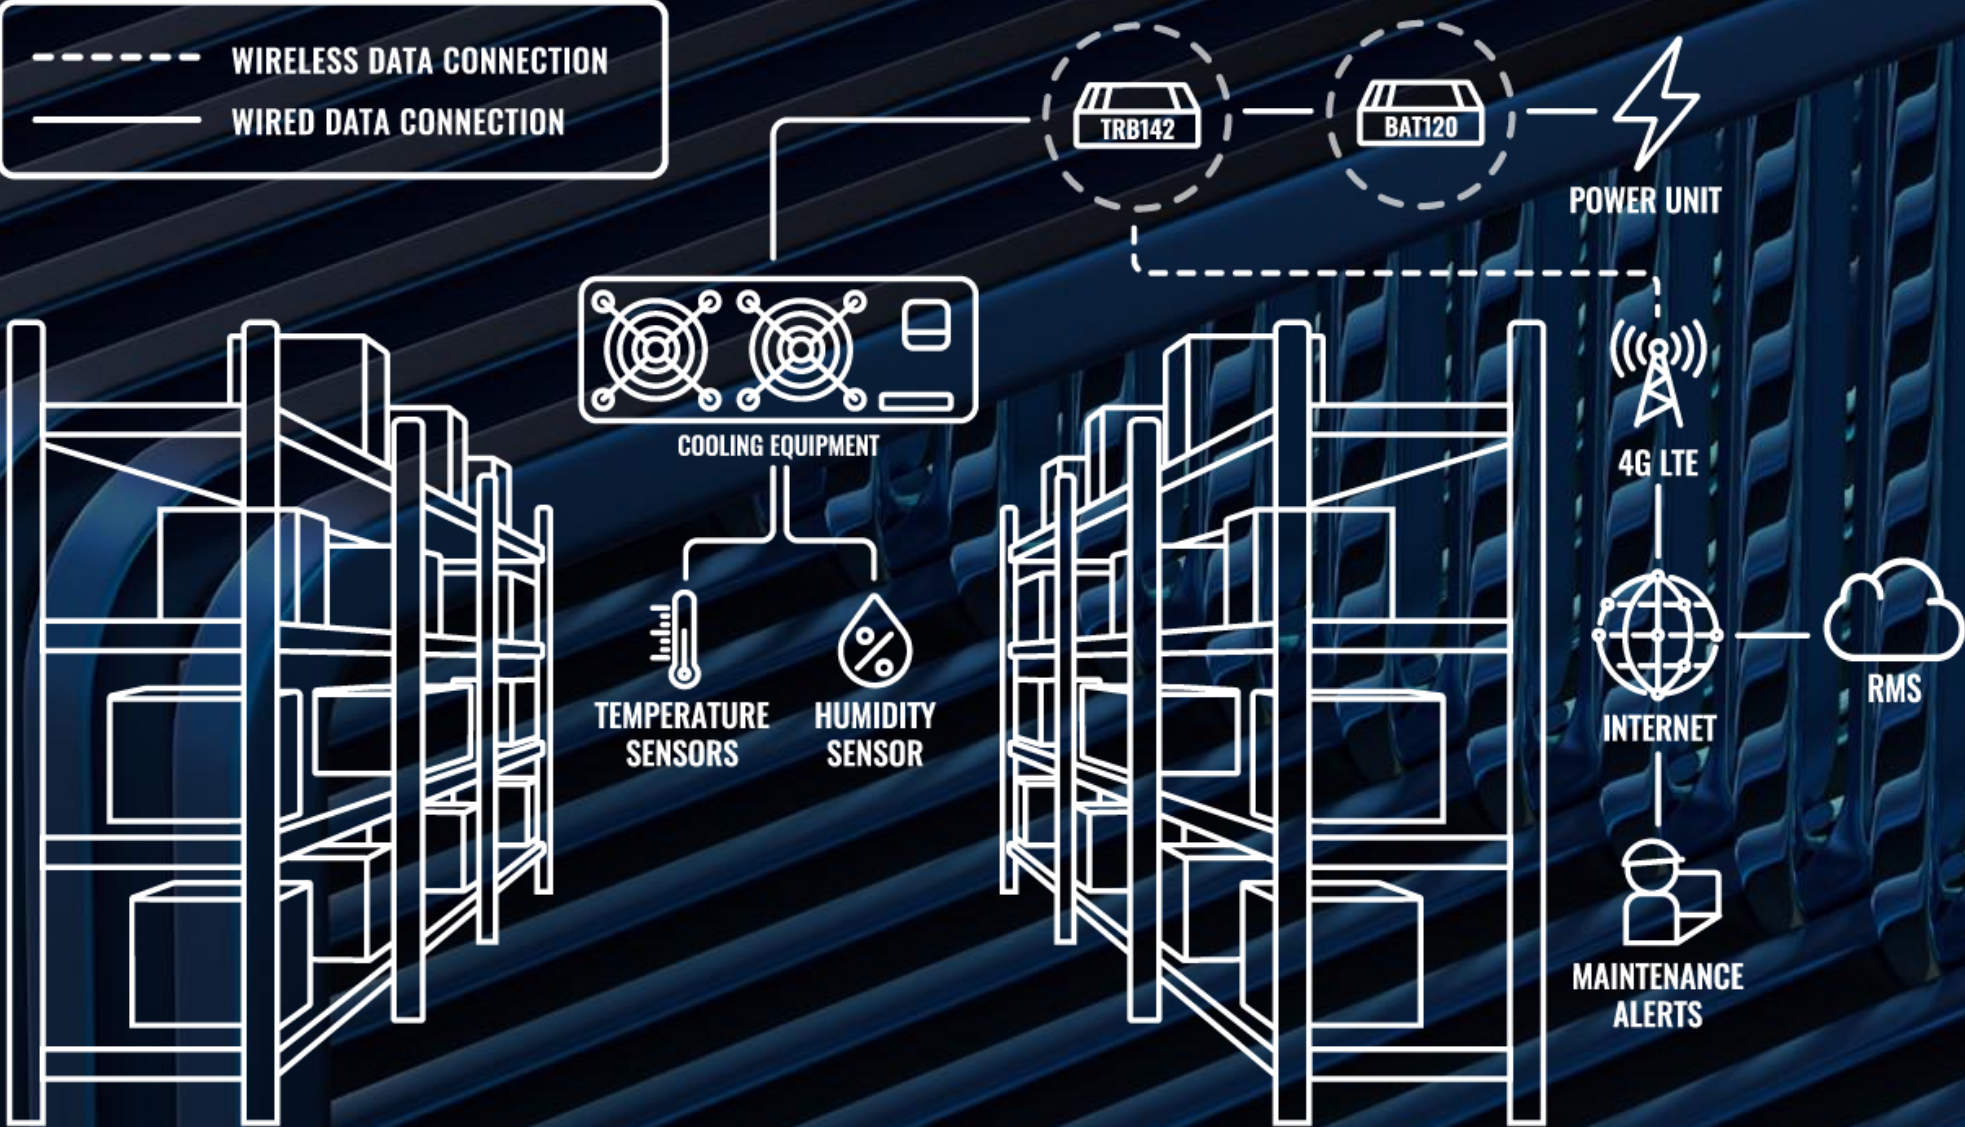 WIRELESS DATA CONNECTION
WIRED DATA CONNECTION
TRB142
BAT120
POWER UNIT
COOLING EQUIPMENT
4G LTE
TEMPERATURE
SENSORS
HUMIDITY
SENSOR
INTERNET
RMS
MAINTENANCE
ALERTS